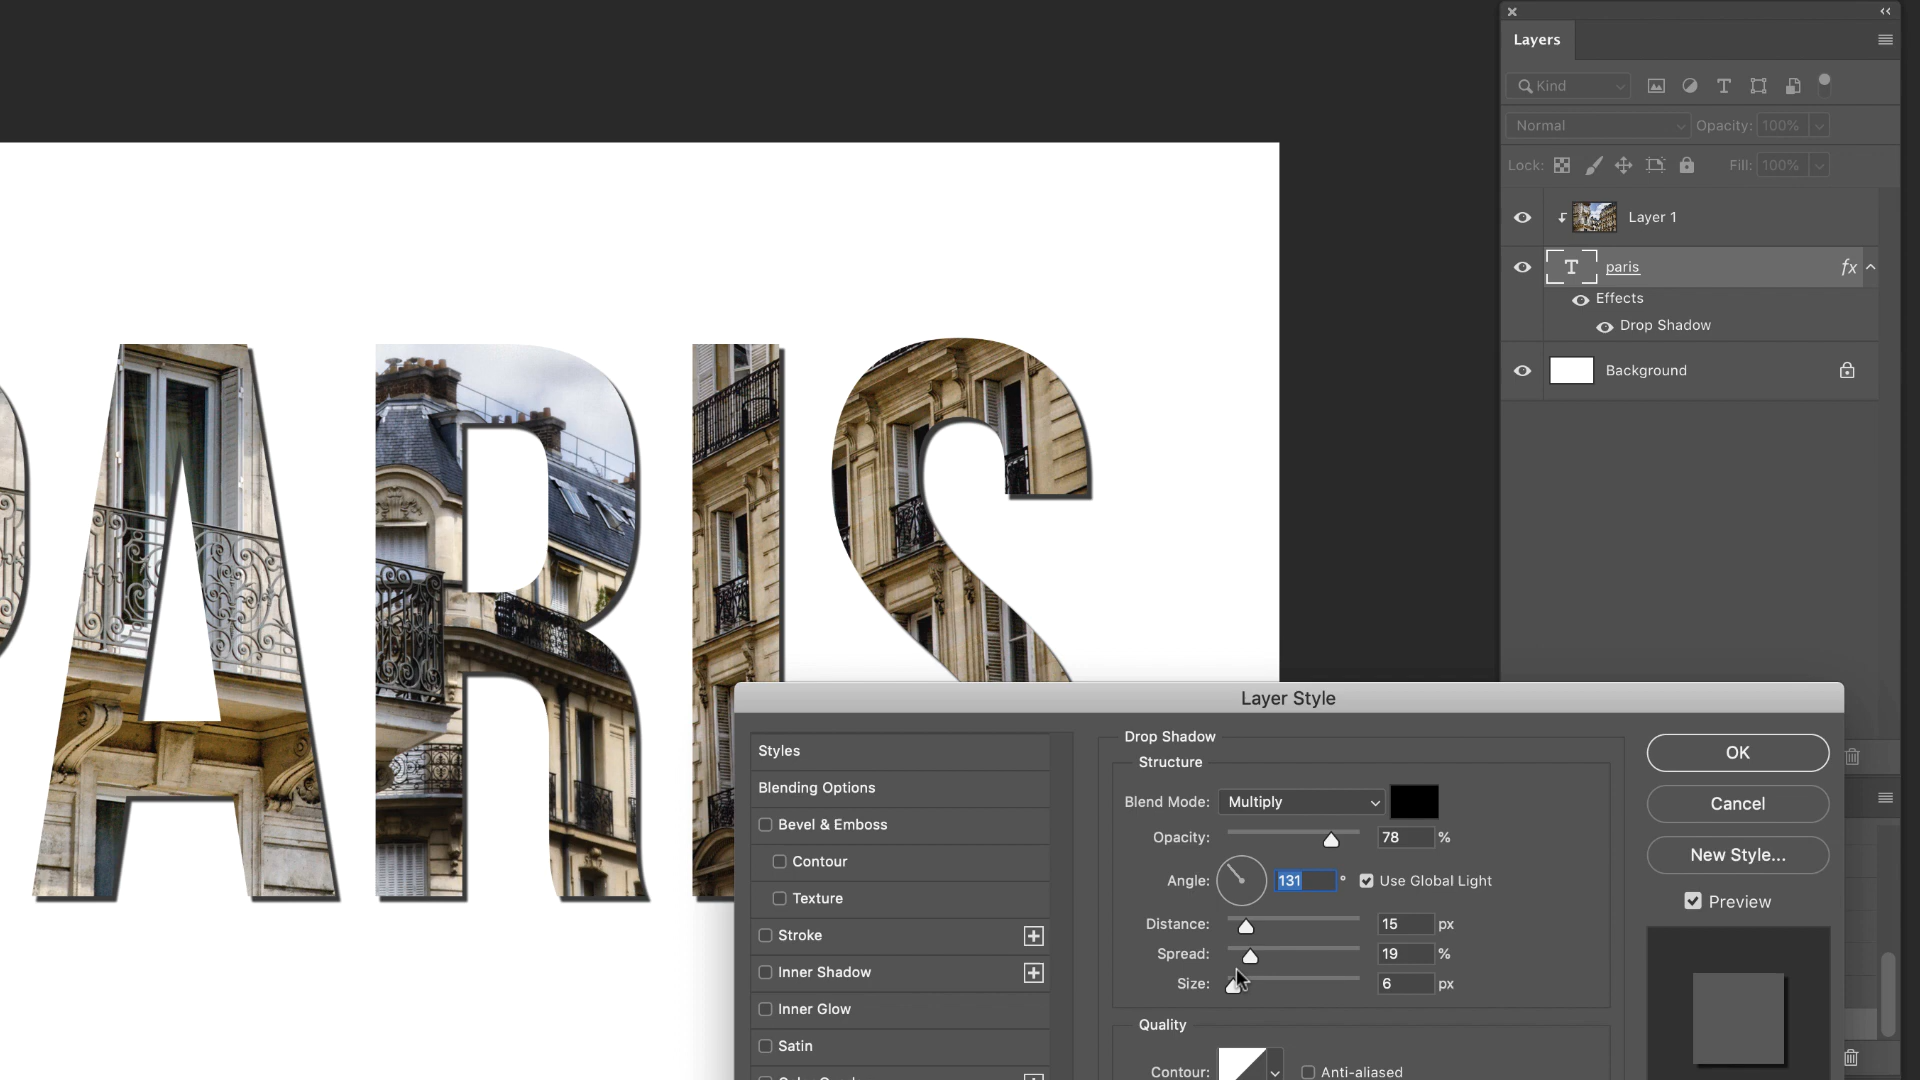 Layers
Kind
Normal Opacity: 100%
Lock: Fill: 100%
Layer 1
T paris fx
Effects
Drop Shadow
Background
PARIS
Layer Style
Styles
Blending Options
Bevel & Emboss
Contour
Texture
Stroke
Inner Shadow
Inner Glow
Satin
Drop Shadow
Structure
Blend Mode: Multiply
Opacity: 78 %
Angle: 131 ° Use Global Light
Distance: 15 px
Spread: 19 %
Size: 6 px
Quality
Contour: Anti-aliased
OK
Cancel
New Style...
Preview